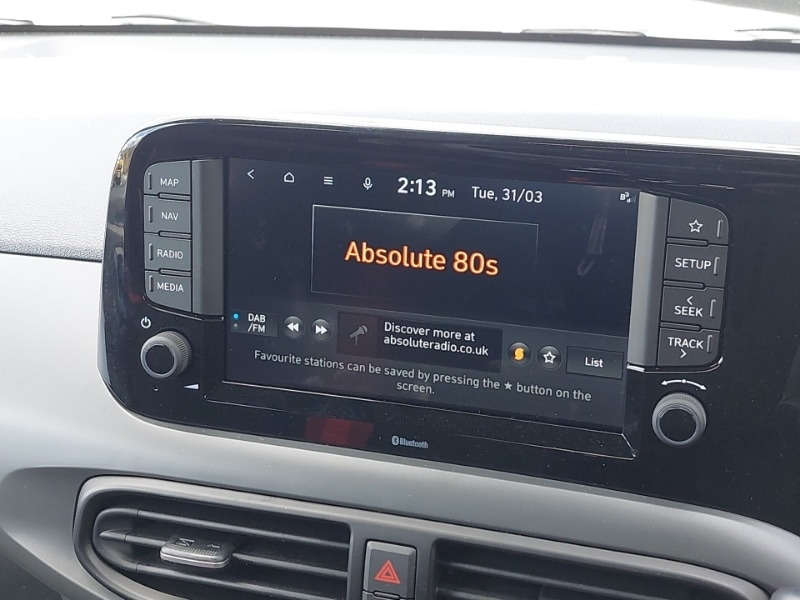 2:13 PM Tue, 31/03
MAP
NAV
RADIO
MEDIA
Absolute 80s
DAB
/FM
Discover more at
absoluteradio.co.uk
List
Favourite stations can be saved by pressing the ★ button on the
screen.
SETUP
SEEK
TRACK
Bluetooth